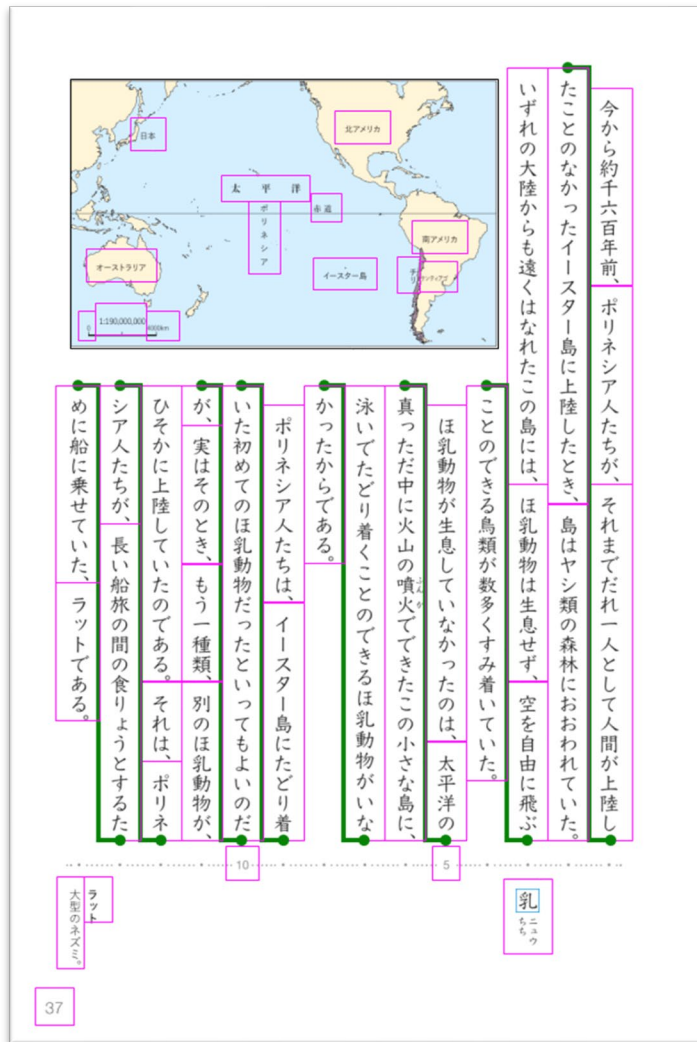 今から約千六百年前、ポリネシア人たちが、それまでだれ一人として人間が上陸し
たことのなかったイースター島に上陸したとき、島はヤシ類の森林におおわれていた。
いずれの大陸からも遠くはなれたこの島には、ほ乳動物は生息せず、空を自由に飛ぶ
ことのできる鳥類が数多くすみ着いていた。
ほ乳動物が生息していなかったのは、太平洋の
真っただ中に火山の噴火でできたこの小さな島に、
ふんか
泳いでたどり着くことのできるほ乳動物がいな
かったからである。
ポリネシア人たちは、イースター島にたどり着
いた初めてのほ乳動物だったといってもよいのだ
が、実はそのとき、もう一種類、別のほ乳動物が、
ひそかに上陸していたのである。それは、ポリネ
シア人たちが、長い船旅の間の食りょうとするた
めに船に乗せていた、ラットである。
日本
北アメリカ
太平洋
ポリネシア
赤道
南アメリカ
オーストラリア
イースター島
チリ
サンティアゴ
1:190,000,000
0 4000km
5
10
乳
ニュウ
ちち
ラット
大型のネズミ。
37